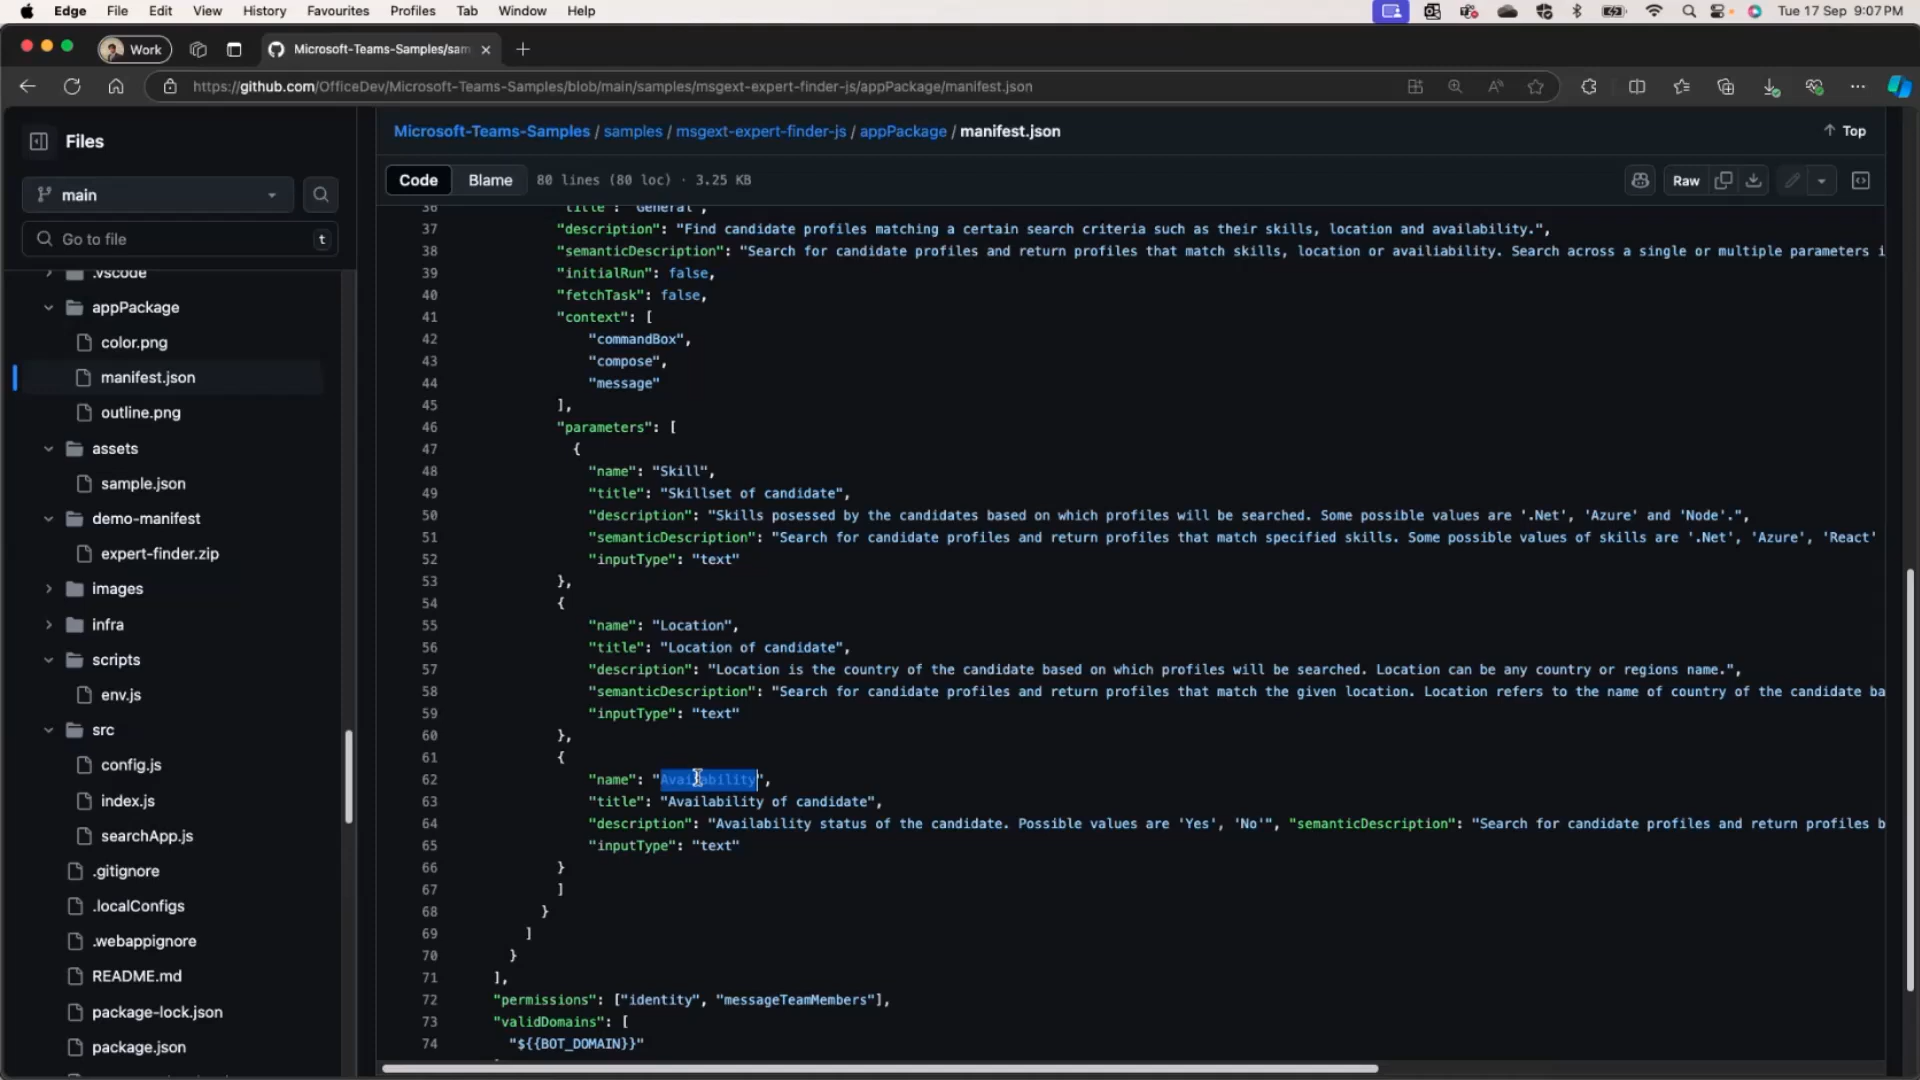 Edge File Edit View History Favourites Profiles Tab Window Help Tue 17 Sep 9:07 PM
Work Microsoft-Teams-Samples/sam
https://github.com/OfficeDev/Microsoft-Teams-Samples/blob/main/samples/msgext-expert-finder-js/appPackage/manifest.json
Files
main
Go to file t
.vscode
appPackage
color.png
manifest.json
outline.png
assets
sample.json
demo-manifest
expert-finder.zip
images
infra
scripts
env.js
src
config.js
index.js
searchApp.js
.gitignore
.localConfigs
.webappignore
README.md
package-lock.json
package.json
Microsoft-Teams-Samples / samples / msgext-expert-finder-js / appPackage / manifest.json Top
Code Blame 80 lines (80 loc) · 3.25 KB Raw
36 "title": "General",
37 "description": "Find candidate profiles matching a certain search criteria such as their skills, location and availability.",
38 "semanticDescription": "Search for candidate profiles and return profiles that match skills, location or availiability. Search across a single or multiple parameters i
39 "initialRun": false,
40 "fetchTask": false,
41 "context": [
42 "commandBox",
43 "compose",
44 "message"
45 ],
46 "parameters": [
47 {
48 "name": "Skill",
49 "title": "Skillset of candidate",
50 "description": "Skills posessed by the candidates based on which profiles will be searched. Some possible values are '.Net', 'Azure' and 'Node'.",
51 "semanticDescription": "Search for candidate profiles and return profiles that match specified skills. Some possible values of skills are '.Net', 'Azure', 'React'
52 "inputType": "text"
53 },
54 {
55 "name": "Location",
56 "title": "Location of candidate",
57 "description": "Location is the country of the candidate based on which profiles will be searched. Location can be any country or regions name.",
58 "semanticDescription": "Search for candidate profiles and return profiles that match the given location. Location refers to the name of country of the candidate ba
59 "inputType": "text"
60 },
61 {
62 "name": "Availability",
63 "title": "Availability of candidate",
64 "description": "Availability status of the candidate. Possible values are 'Yes', 'No'", "semanticDescription": "Search for candidate profiles and return profiles b
65 "inputType": "text"
66 }
67 ]
68 }
69 ]
70 }
71 ],
72 "permissions": ["identity", "messageTeamMembers"],
73 "validDomains": [
74 "${{BOT_DOMAIN}}"